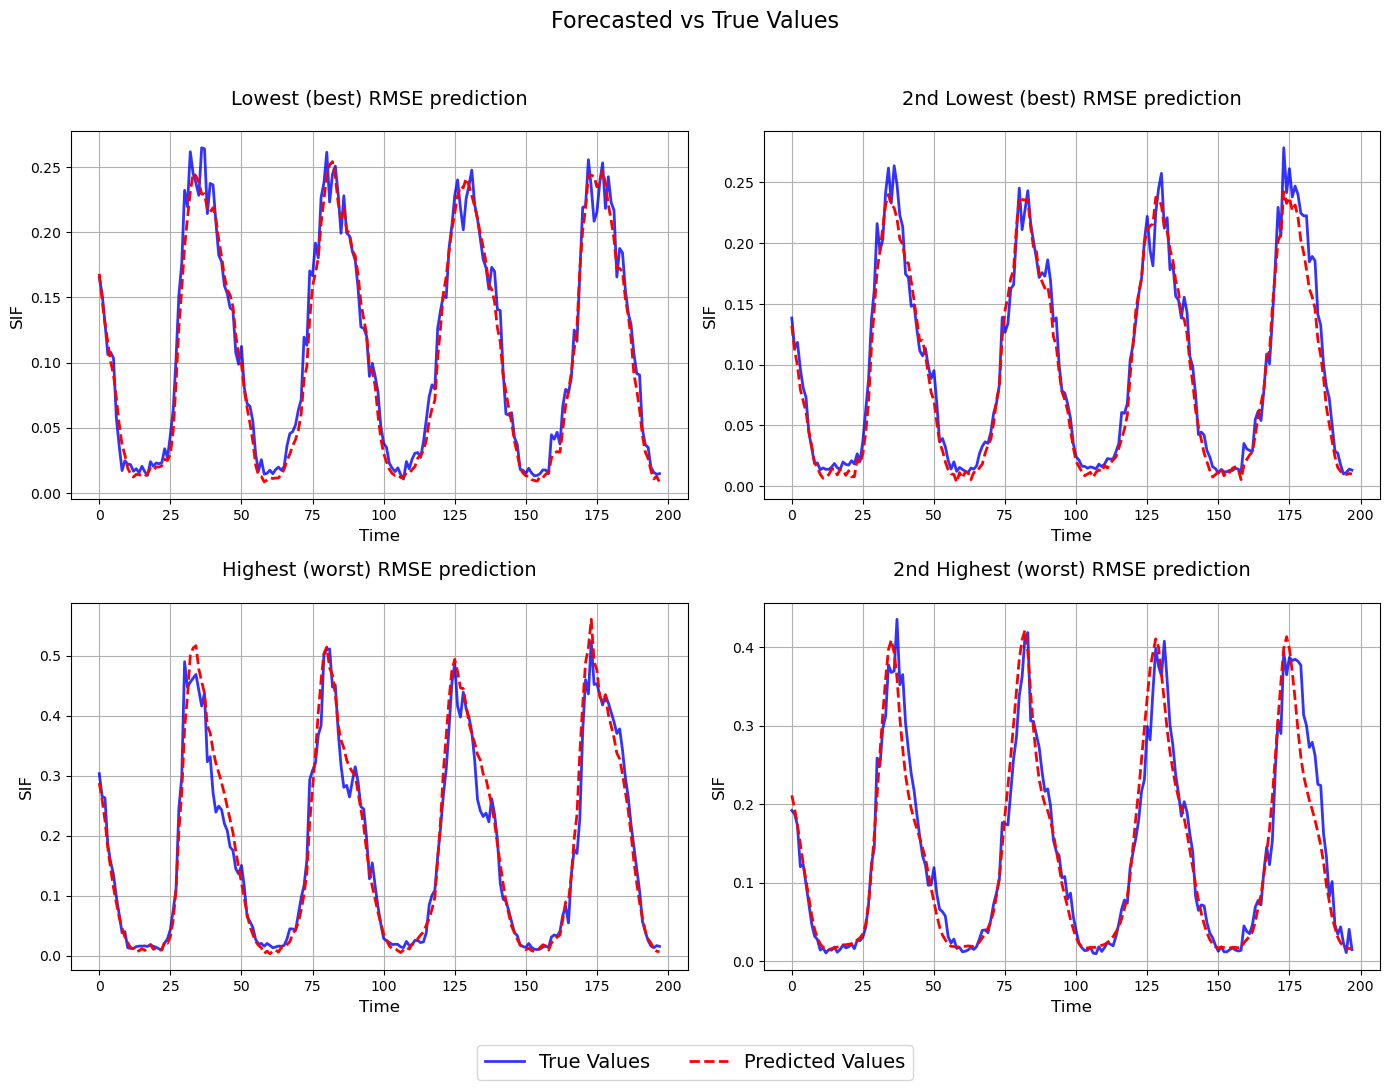 Forecasted vs True Values
Lowest (best) RMSE prediction
SIF
0.25
0.20
0.15
0.10
0.05
0.00
0 25 50 75 100 125 150 175 200
Time
2nd Lowest (best) RMSE prediction
SIF
0.25
0.20
0.15
0.10
0.05
0.00
0 25 50 75 100 125 150 175 200
Time
Highest (worst) RMSE prediction
SIF
0.5
0.4
0.3
0.2
0.1
0.0
0 25 50 75 100 125 150 175 200
Time
2nd Highest (worst) RMSE prediction
SIF
0.4
0.3
0.2
0.1
0.0
0 25 50 75 100 125 150 175 200
Time
True Values Predicted Values